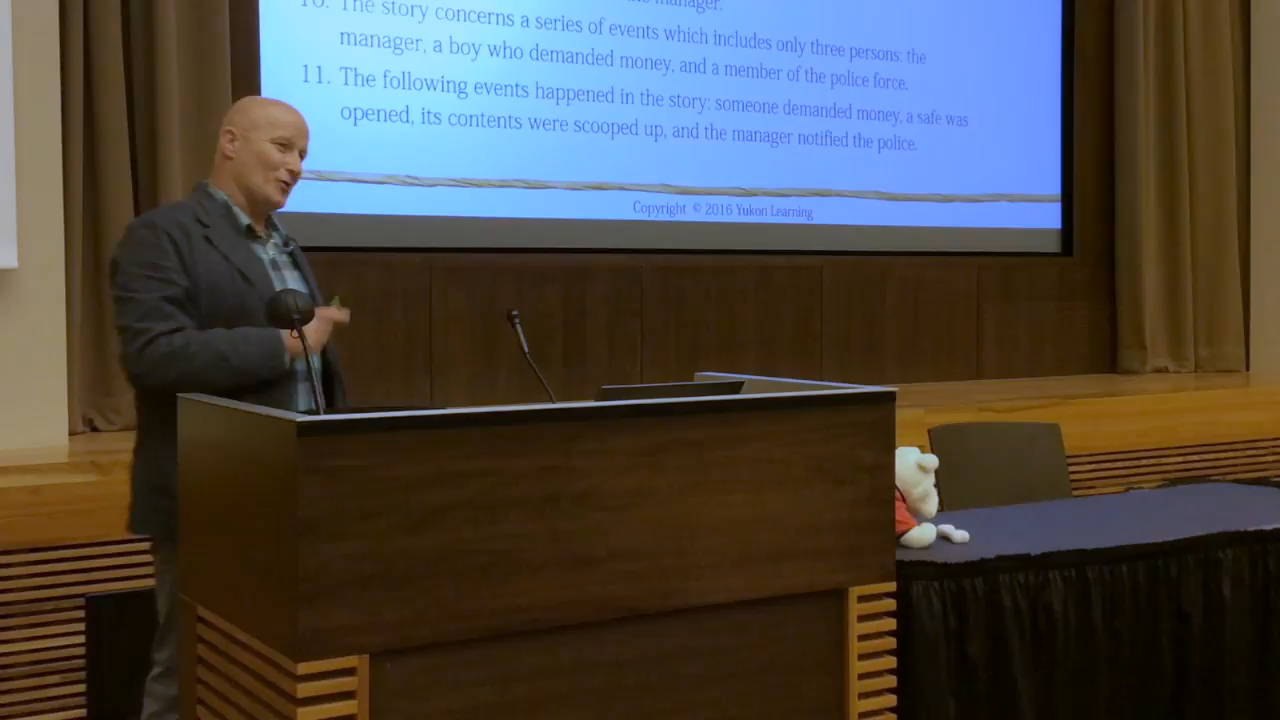 manager.
10. The story concerns a series of events which includes only three persons: the
manager, a boy who demanded money, and a member of the police force.
11. The following events happened in the story: someone demanded money, a safe was
opened, its contents were scooped up, and the manager notified the police.
Copyright © 2016 Yukon Learning